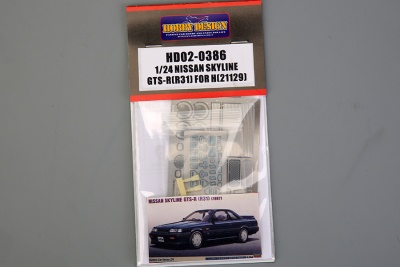 HOBBY DESIGN
HD02-0386
1/24 NISSAN SKYLINE
GTS-R(R31) FOR H(21129)
NISSAN SKYLINE GTS-R (R31) (1987)